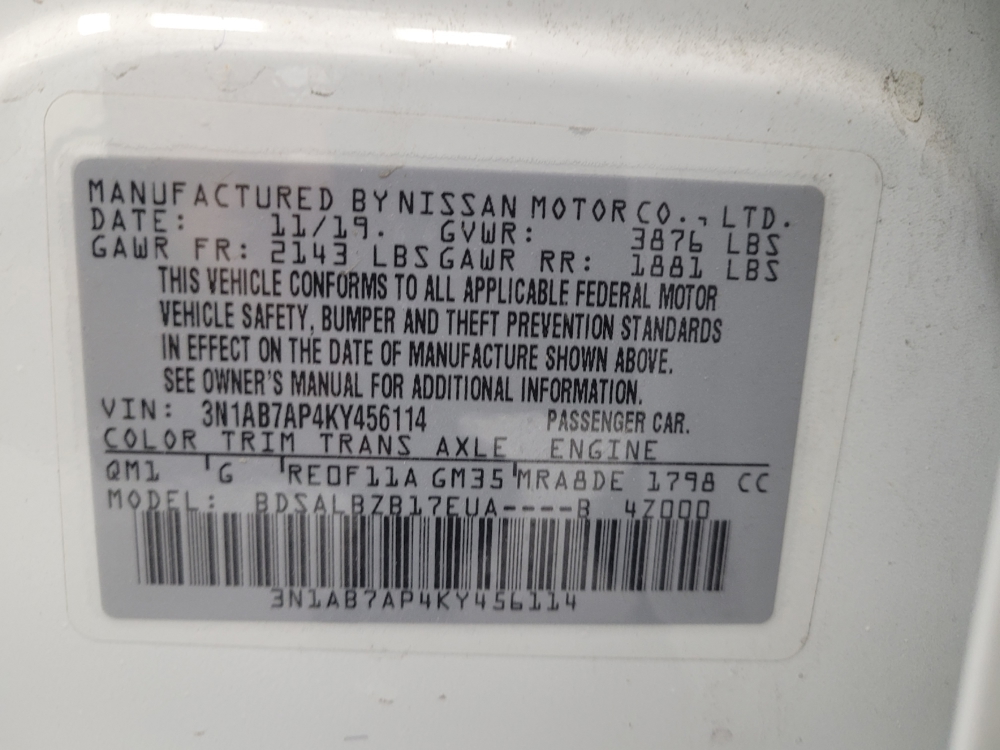 MANUFACTURED BY NISSAN MOTOR CO., LTD.
DATE: 11/19. GVWR: 3876 LBS
GAWR FR: 2143 LBS GAWR RR: 1881 LBS
THIS VEHICLE CONFORMS TO ALL APPLICABLE FEDERAL MOTOR
VEHICLE SAFETY, BUMPER AND THEFT PREVENTION STANDARDS
IN EFFECT ON THE DATE OF MANUFACTURE SHOWN ABOVE.
SEE OWNER'S MANUAL FOR ADDITIONAL INFORMATION.
VIN: 3N1AB7AP4KY456114 PASSENGER CAR.
COLOR TRIM TRANS AXLE ENGINE
QM1 G RE0F11A GM35 MRA8DE 1798 CC
MODEL: BDSALBZB17EUA----B 4Z000
3N1AB7AP4KY456114